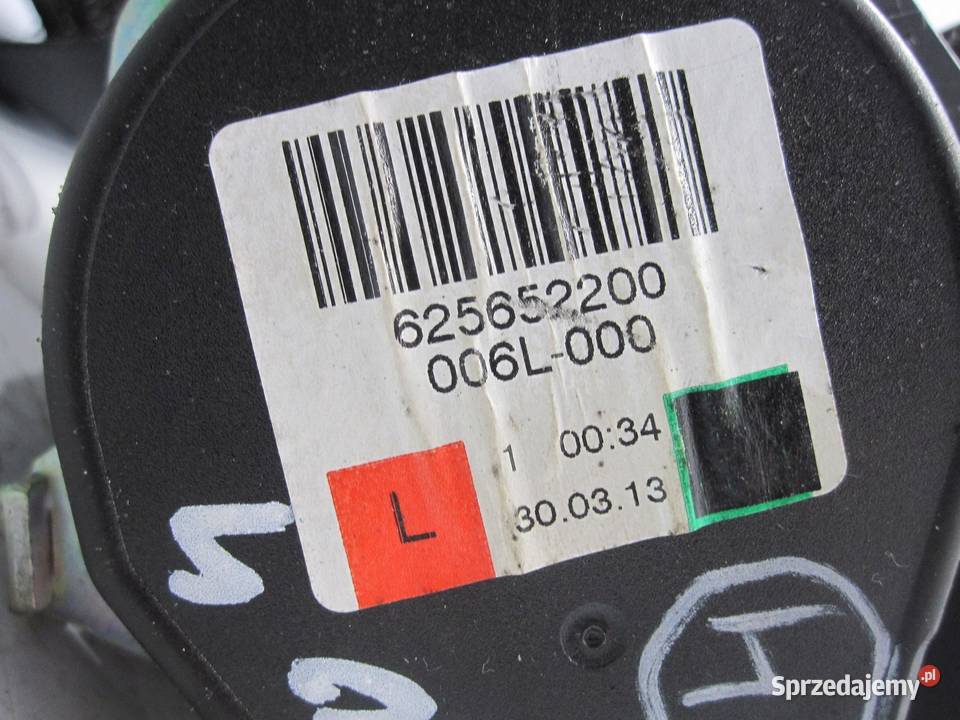 625652200
006L-000
1 00:34
L
30.03.13
I
Sprzedajemy.pl